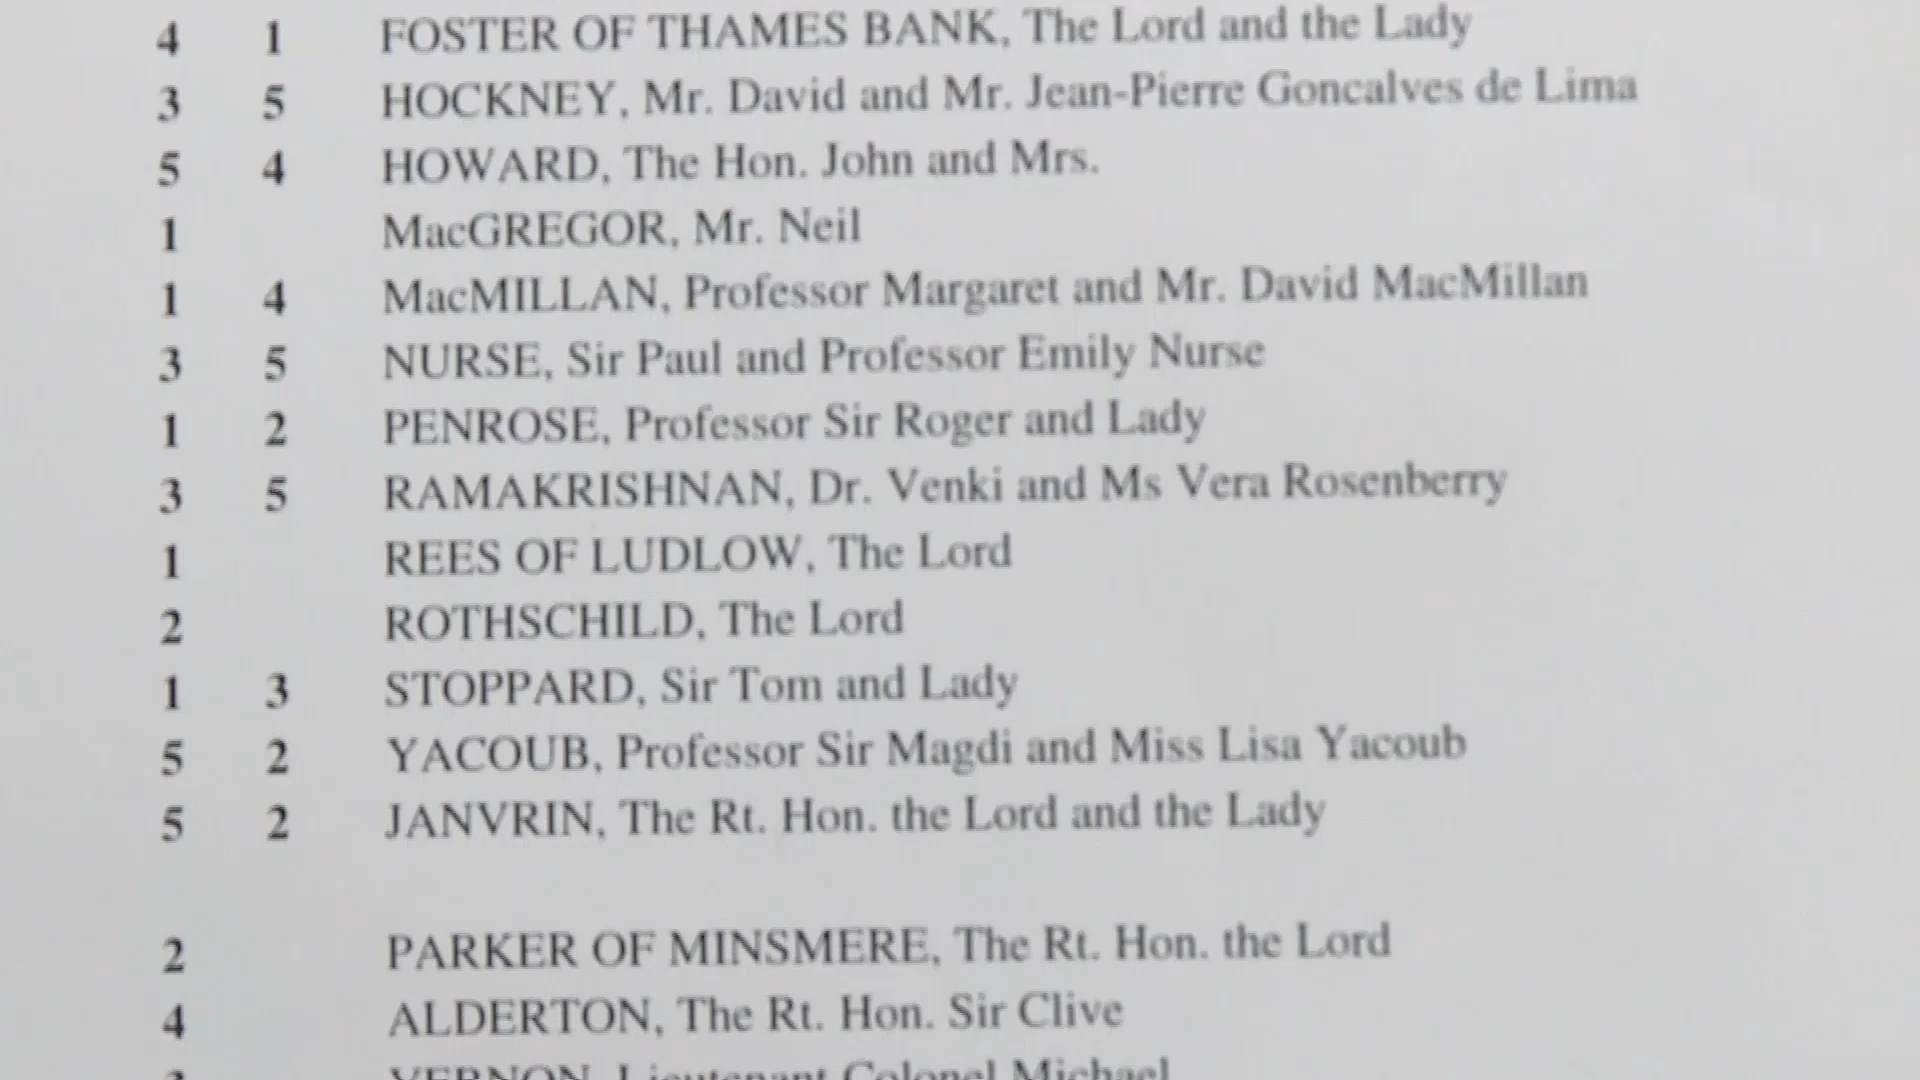 4 1 FOSTER OF THAMES BANK, The Lord and the Lady
3 5 HOCKNEY, Mr. David and Mr. Jean-Pierre Goncalves de Lima
5 4 HOWARD, The Hon. John and Mrs.
1 MacGREGOR, Mr. Neil
1 4 MacMILLAN, Professor Margaret and Mr. David MacMillan
3 5 NURSE, Sir Paul and Professor Emily Nurse
1 2 PENROSE, Professor Sir Roger and Lady
3 5 RAMAKRISHNAN, Dr. Venki and Ms Vera Rosenberry
1 REES OF LUDLOW, The Lord
2 ROTHSCHILD, The Lord
1 3 STOPPARD, Sir Tom and Lady
5 2 YACOUB, Professor Sir Magdi and Miss Lisa Yacoub
5 2 JANVRIN, The Rt. Hon. the Lord and the Lady
2 PARKER OF MINSMERE, The Rt. Hon. the Lord
4 ALDERTON, The Rt. Hon. Sir Clive
VERNON, Lieutenant Colonel Michael